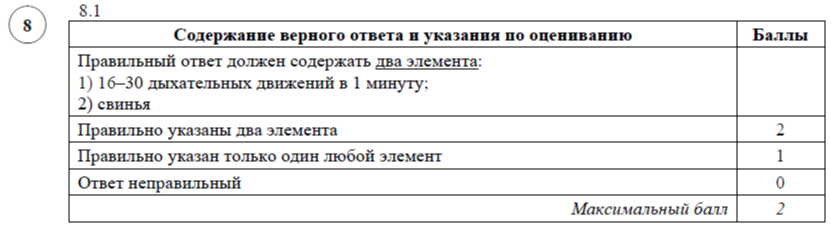 8
8.1
Содержание верного ответа и указания по оцениванию Баллы
Правильный ответ должен содержать два элемента:
1) 16–30 дыхательных движений в 1 минуту;
2) свинья
Правильно указаны два элемента 2
Правильно указан только один любой элемент 1
Ответ неправильный 0
Максимальный балл 2